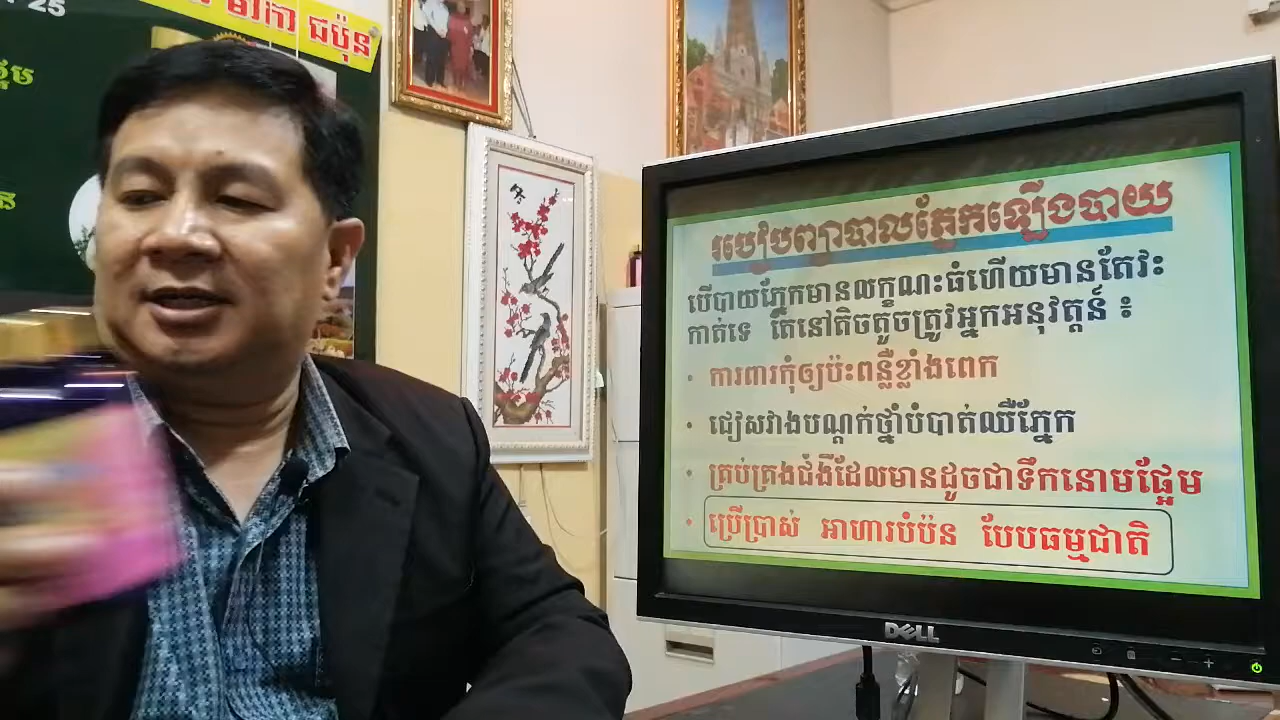 25
ជប៉ុន
冬
របៀបព្យាបាលភ្នែកឡើងបាយ
បើបាយភ្នែកមានលក្ខណះធំហើយមានតែវះ
កាត់ទេ តែនៅតិចតួចត្រូវអ្នកអនុវត្តន៍ ៖
• ការពារកុំឲ្យប៉ះពន្លឺខ្លាំងពេក
• ជៀសវាងបណ្តក់ថ្នាំបំបាត់ឈឺភ្នែក
• គ្រប់គ្រងជំងឺដែលមានដូចជាទឹកនោមផ្អែម
• ប្រើប្រាស់ អាហារបំប៉ន បែបធម្មជាតិ
DELL